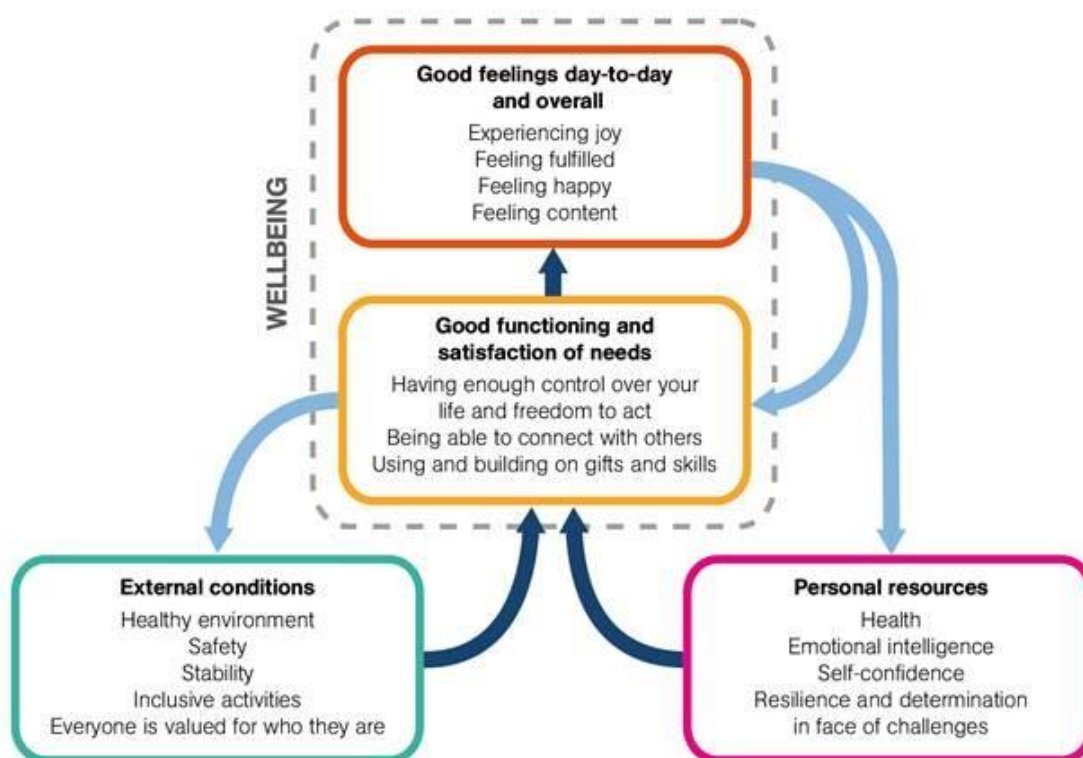 WELLBEING
Good feelings day-to-day
and overall
Experiencing joy
Feeling fulfilled
Feeling happy
Feeling content
Good functioning and
satisfaction of needs
Having enough control over your
life and freedom to act
Being able to connect with others
Using and building on gifts and skills
External conditions
Healthy environment
Safety
Stability
Inclusive activities
Everyone is valued for who they are
Personal resources
Health
Emotional intelligence
Self-confidence
Resilience and determination
in face of challenges